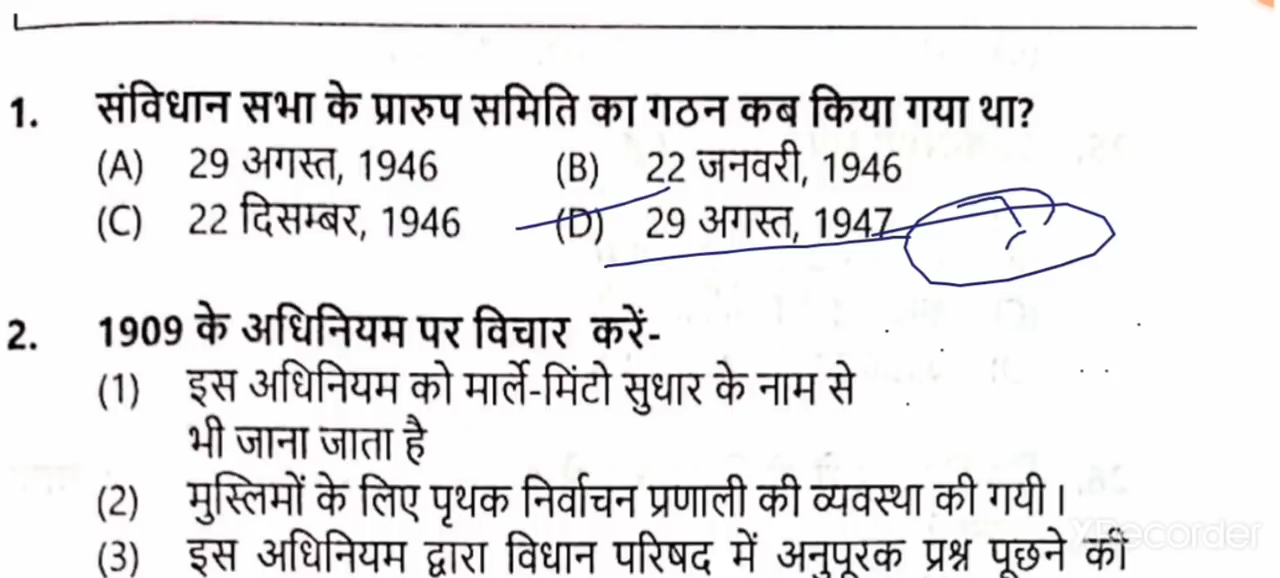 1. संविधान सभा के प्रारुप समिति का गठन कब किया गया था?
(A) 29 अगस्त, 1946 (B) 22 जनवरी, 1946
(C) 22 दिसम्बर, 1946 (D) 29 अगस्त, 1947
2. 1909 के अधिनियम पर विचार करें-
(1) इस अधिनियम को मार्ले-मिंटो सुधार के नाम से
भी जाना जाता है
(2) मुस्लिमों के लिए पृथक निर्वाचन प्रणाली की व्यवस्था की गयी।
(3) इस अधिनियम द्वारा विधान परिषद में अनुपूरक प्रश्न पूछने की
XRecorder